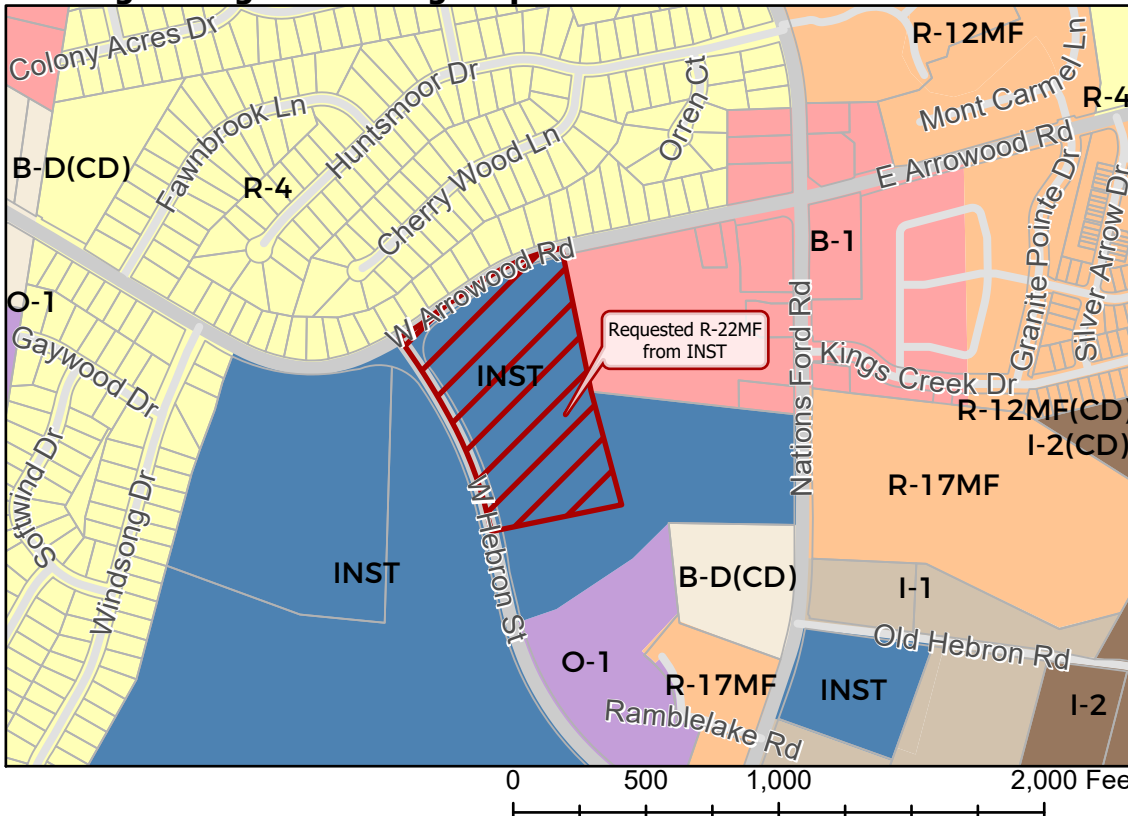 Colony Acres Dr
R-12MF
Mont Carmel Ln
R-4
Orren Ct
Huntsmoor Dr
Fawnbrook Ln
E Arrowood Rd
B-D(CD)
R-4
Cherry Wood Ln
Granite Pointe Dr
Silver Arrow Dr
B-1
W Arrowood Rd
O-1
Gaywood Dr
Requested R-22MF
from INST
Nations Ford Rd
Kings Creek Dr
INST
R-12MF(CD)
I-2(CD)
R-17MF
Softwind Dr
Windsong Dr
W Hebron St
INST
B-D(CD)
I-1
Old Hebron Rd
O-1
R-17MF
INST
I-2
Ramblelake Rd
0 500 1,000 2,000 Fee